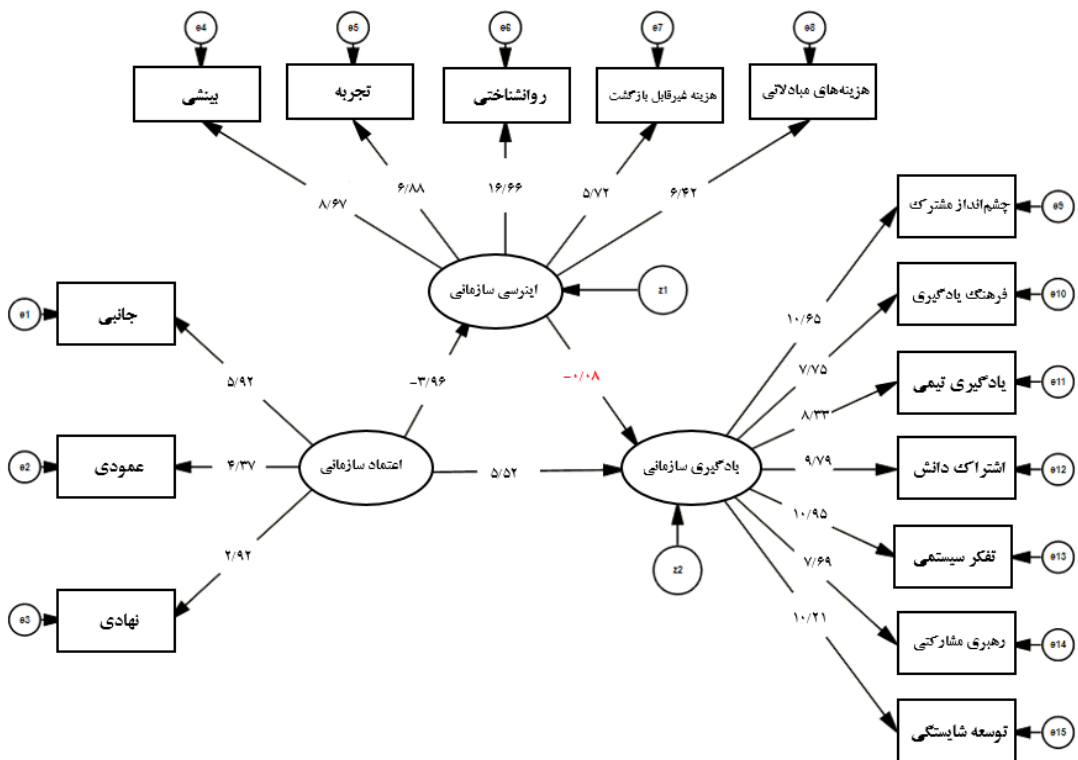 e4
e5
e6
e7
e8
بینشی
تجربه
روانشناختی
هزینه غیرقابل بازگشت
هزینه‌های مبادلاتی
۸/۶۷
۶/۸۸
۱۶/۶۶
۵/۷۲
۶/۴۲
اینرسی سازمانی
z1
e1
جانبی
e2
عمودی
e3
نهادی
۵/۹۲
۴/۳۷
۲/۹۲
اعتماد سازمانی
-۳/۹۶
-۰/۰۸
۵/۵۲
یادگیری سازمانی
z2
۱۰/۶۵
۷/۷۵
۸/۳۳
۹/۷۹
۱۰/۹۵
۷/۶۹
۱۰/۲۱
چشم‌انداز مشترک
e9
فرهنگ یادگیری
e10
یادگیری تیمی
e11
اشتراک دانش
e12
تفکر سیستمی
e13
رهبری مشارکتی
e14
توسعه شایستگی
e15